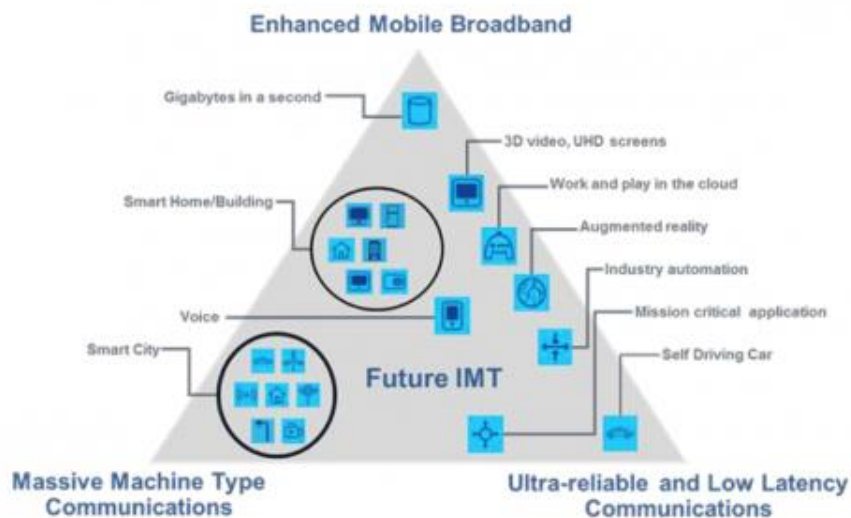 Enhanced Mobile Broadband
Gigabytes in a second
3D video, UHD screens
Work and play in the cloud
Smart Home/Building
Augmented reality
Industry automation
Voice
Mission critical application
Smart City
Self Driving Car
Future IMT
Massive Machine Type
Communications
Ultra-reliable and Low Latency
Communications